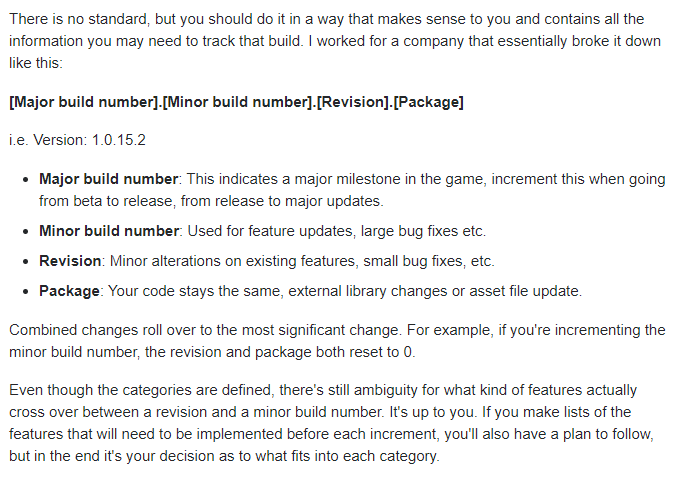 There is no standard, but you should do it in a way that makes sense to you and contains all the
information you may need to track that build. I worked for a company that essentially broke it down
like this:
[Major build number].[Minor build number].[Revision].[Package]
i.e. Version: 1.0.15.2
• Major build number: This indicates a major milestone in the game, increment this when going
from beta to release, from release to major updates.
• Minor build number: Used for feature updates, large bug fixes etc.
• Revision: Minor alterations on existing features, small bug fixes, etc.
• Package: Your code stays the same, external library changes or asset file update.
Combined changes roll over to the most significant change. For example, if you're incrementing the
minor build number, the revision and package both reset to 0.
Even though the categories are defined, there's still ambiguity for what kind of features actually
cross over between a revision and a minor build number. It's up to you. If you make lists of the
features that will need to be implemented before each increment, you'll also have a plan to follow,
but in the end it's your decision as to what fits into each category.